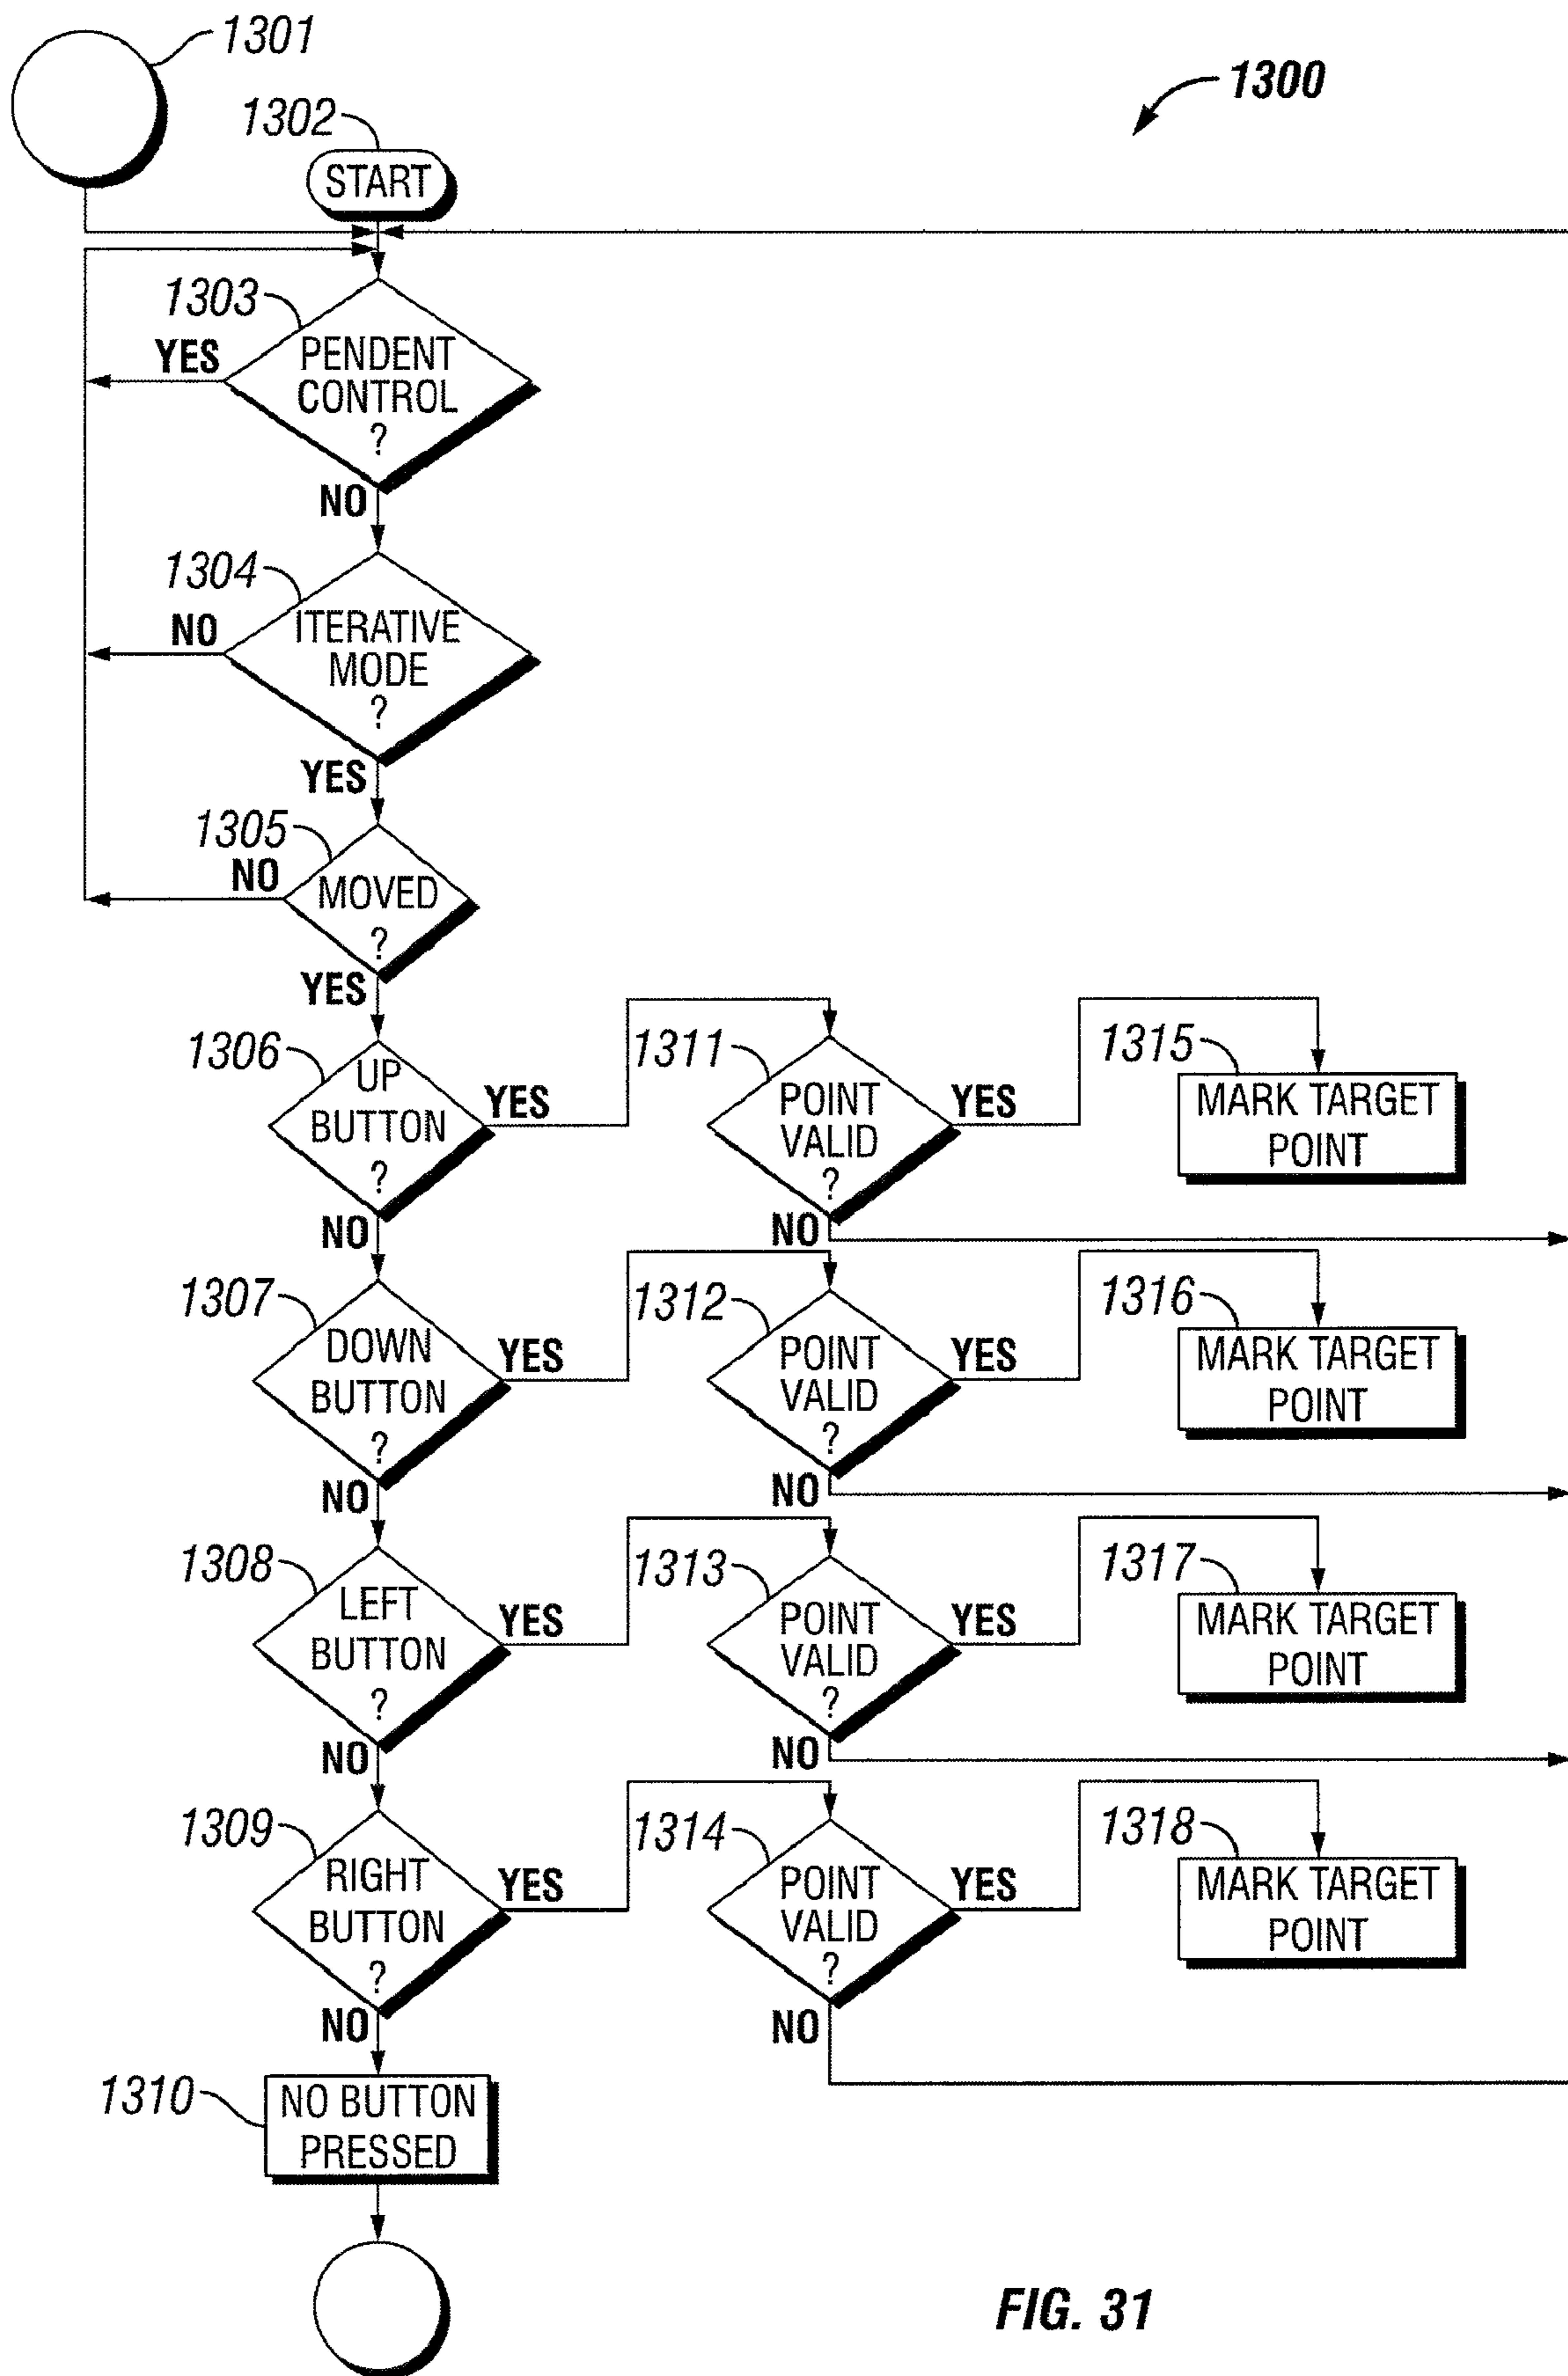 1301
1300
1302
START
1303
YES
PENDENT
CONTROL
?
NO
1304
NO
ITERATIVE
MODE
?
YES
1305
NO
MOVED
?
YES
1306
UP
BUTTON
?
YES
1311
POINT
VALID
?
YES
1315
MARK TARGET
POINT
NO
NO
1307
DOWN
BUTTON
?
YES
1312
POINT
VALID
?
YES
1316
MARK TARGET
POINT
NO
NO
1308
LEFT
BUTTON
?
YES
1313
POINT
VALID
?
YES
1317
MARK TARGET
POINT
NO
NO
1309
RIGHT
BUTTON
?
YES
1314
POINT
VALID
?
YES
1318
MARK TARGET
POINT
NO
NO
1310
NO BUTTON
PRESSED
FIG. 31